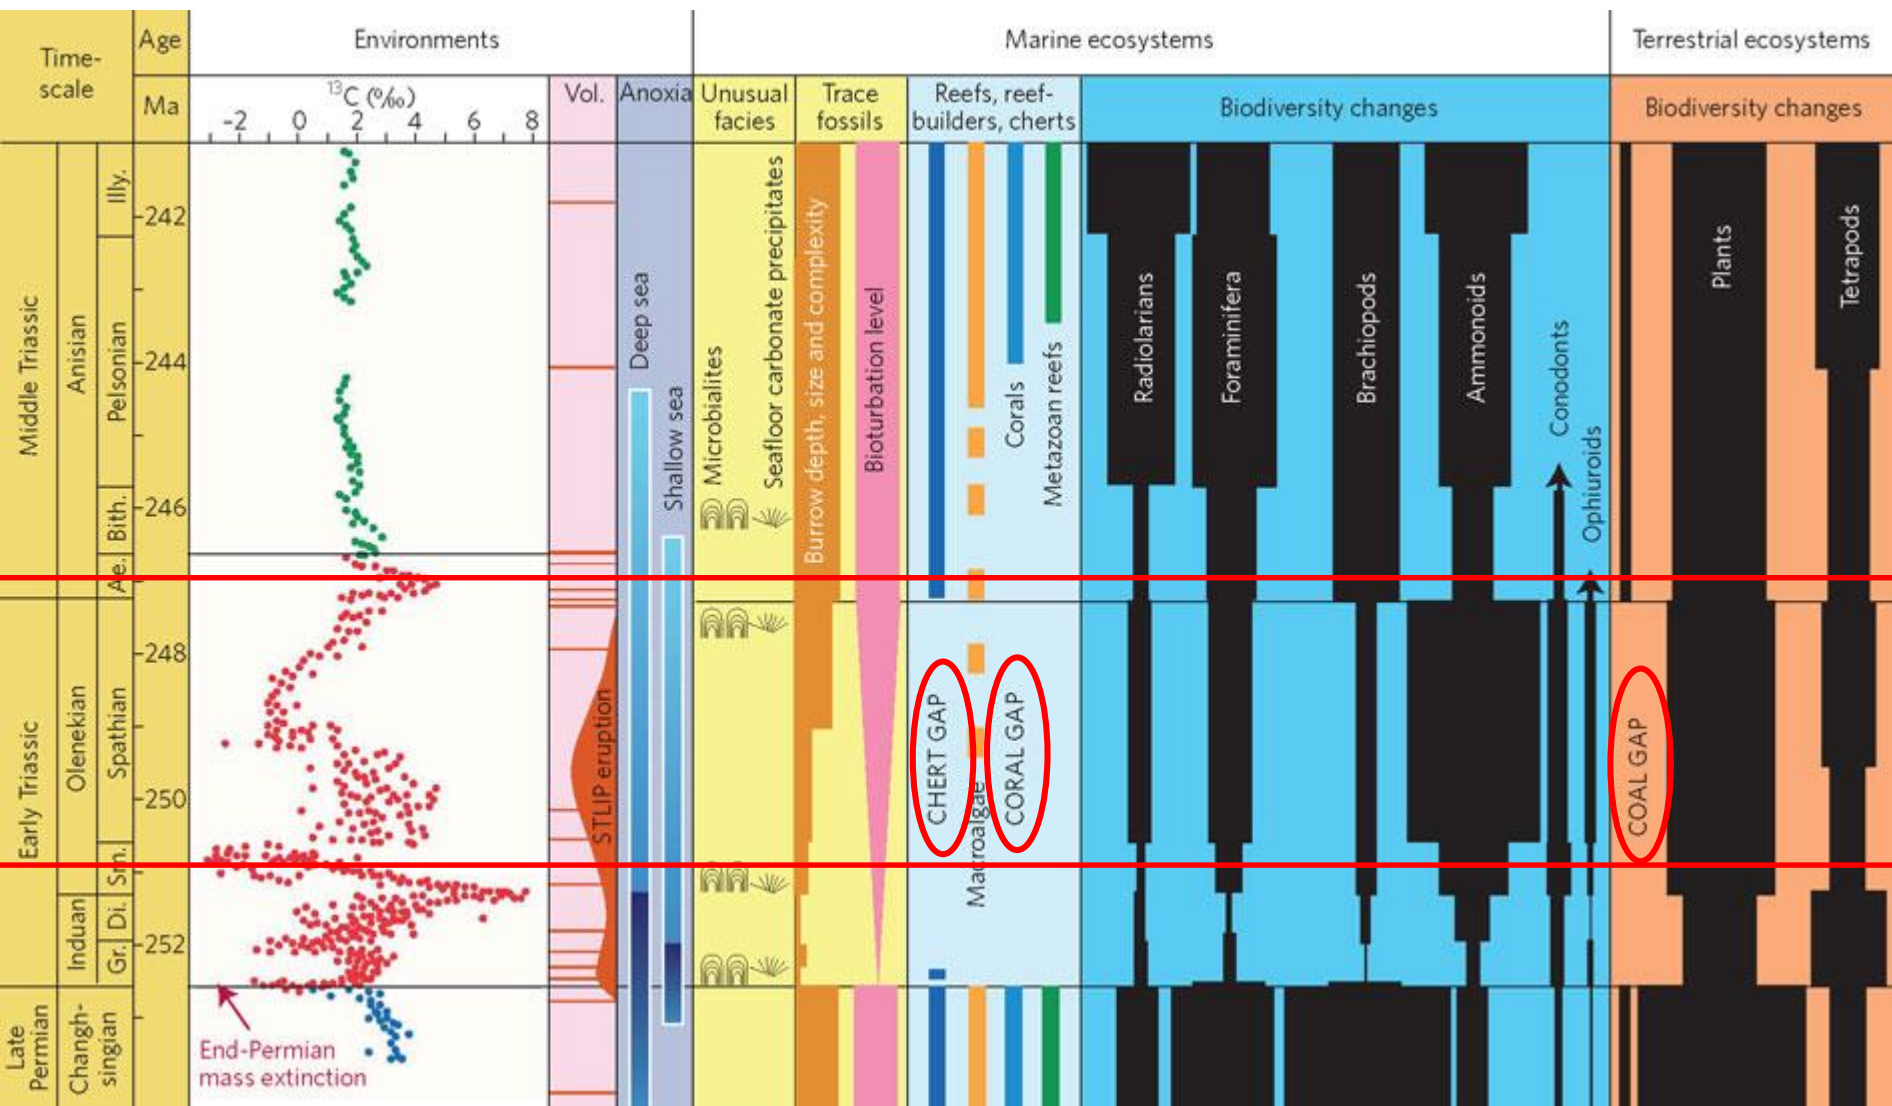 Time-
scale
Age
Ma
Environments
Marine ecosystems
Terrestrial ecosystems
¹³C (‰)
−2 0 2 4 6 8
Vol.
Anoxia
Unusual
facies
Trace
fossils
Reefs, reef-
builders, cherts
Biodiversity changes
Biodiversity changes
Middle Triassic
Early Triassic
Late
Permian
Anisian
Olenekian
Induan
Changh-
singian
Illy.
Pelsonian
Bith.
Ae.
Spathian
Sm.
Di.
Gr.
242
244
246
248
250
252
End-Permian
mass extinction
STLIP eruption
Deep sea
Shallow sea
Microbialites
Seafloor carbonate precipitates
Burrow depth, size and complexity
Bioturbation level
CHERT GAP
Macroalgae
CORAL GAP
Corals
Metazoan reefs
Radiolarians
Foraminifera
Brachiopods
Ammonoids
Condonts
Ophiuroids
COAL GAP
Plants
Tetrapods